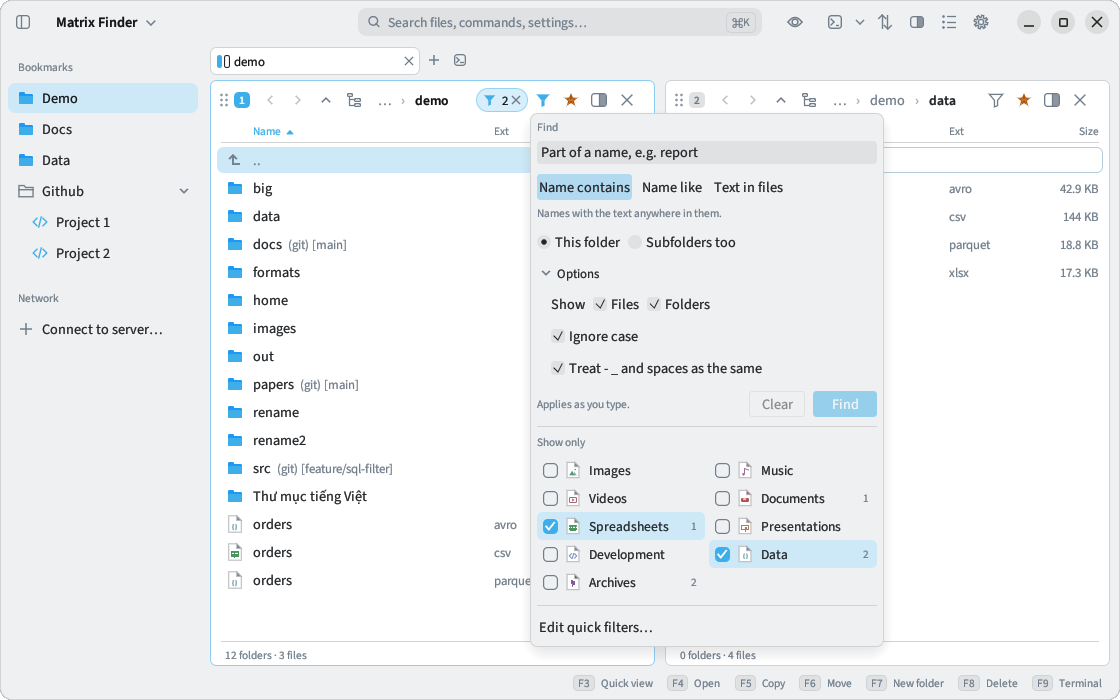 Matrix Finder
Search files, commands, settings… ⌘K
Bookmarks
Demo
Docs
Data
Github
Project 1
Project 2
Network
Connect to server…
demo
1 … › demo 2
Name Ext
..
big
data
docs (git) [main]
formats
home
images
out
papers (git) [main]
rename
rename2
src (git) [feature/sql-filter]
Thư mục tiếng Việt
orders avro
orders csv
orders parque
12 folders · 3 files
Find
Part of a name, e.g. report
Name contains Name like Text in files
Names with the text anywhere in them.
This folder Subfolders too
Options
Show Files Folders
Ignore case
Treat - _ and spaces as the same
Applies as you type. Clear Find
Show only
Images Music
Videos Documents 1
Spreadsheets 1 Presentations
Development Data 2
Archives 2
Edit quick filters…
2 … › demo › data
Ext Size
avro 42.9 KB
csv 144 KB
parquet 18.8 KB
xlsx 17.3 KB
0 folders · 4 files
F3 Quick view F4 Open F5 Copy F6 Move F7 New folder F8 Delete F9 Terminal